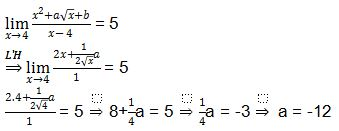 lim x→4 (x²+a√x+b)/(x−4) = 5
L'H ⇒ lim x→4 (2x+(1/(2√x))a)/1 = 5
(2.4+(1/(2√4))a)/1 = 5 ⇒ 8+(1/4)a = 5 ⇒ (1/4)a = -3 ⇒ a = -12